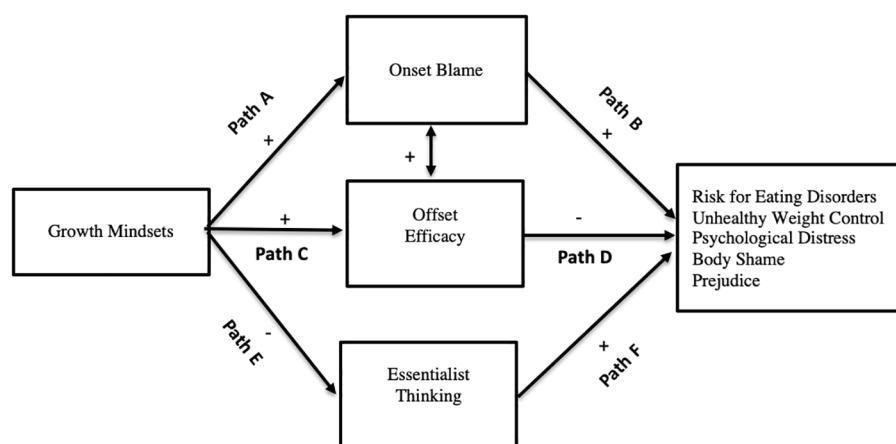 Onset Blame
Path A
+
Path B
+
+
Growth Mindsets
+
Path C
Offset
Efficacy
-
Path D
Risk for Eating Disorders
Unhealthy Weight Control
Psychological Distress
Body Shame
Prejudice
-
Path E
Essentialist
Thinking
+
Path F